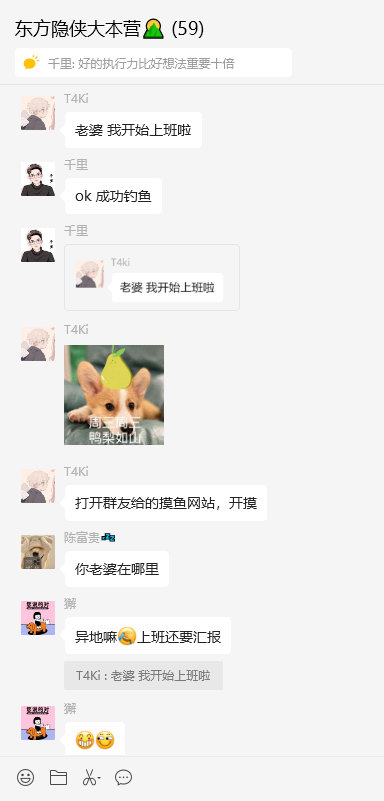 东方隐侠大本营 (59)
千里: 好的执行力比好想法重要十倍
T4Ki
老婆 我开始上班啦
千里
ok 成功钓鱼
千里
T4ki
老婆 我开始上班啦
T4Ki
周三周三
鸭梨如山
T4Ki
打开群友给的摸鱼网站，开摸
陈富贵
你老婆在哪里
獬
异地嘛😂上班还要汇报
T4Ki : 老婆 我开始上班啦
獬